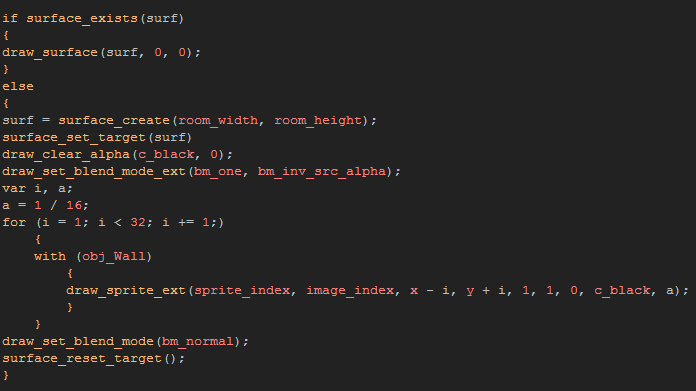 if surface_exists(surf)
{
draw_surface(surf, 0, 0);
}
else
{
surf = surface_create(room_width, room_height);
surface_set_target(surf)
draw_clear_alpha(c_black, 0);
draw_set_blend_mode_ext(bm_one, bm_inv_src_alpha);
var i, a;
a = 1 / 16;
for (i = 1; i < 32; i += 1;)
    {
    with (obj_Wall)
        {
        draw_sprite_ext(sprite_index, image_index, x - i, y + i, 1, 1, 0, c_black, a);
        }
    }
draw_set_blend_mode(bm_normal);
surface_reset_target();
}